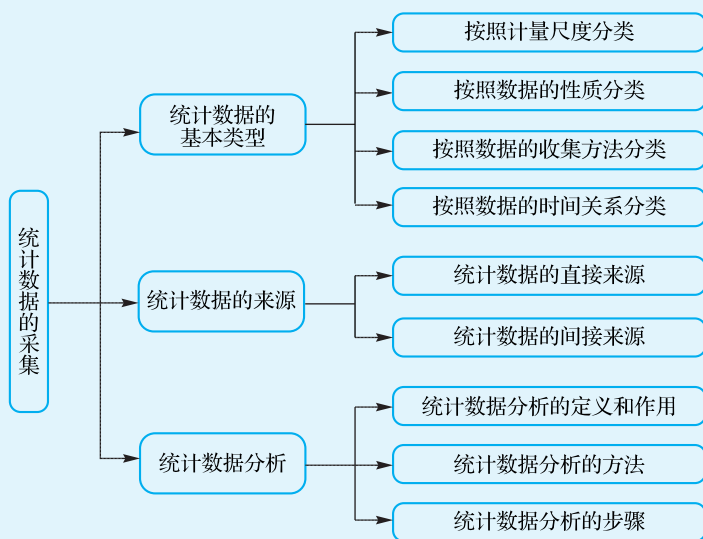 统计数据的采集
统计数据的
基本类型
按照计量尺度分类
按照数据的性质分类
按照数据的收集方法分类
按照数据的时间关系分类
统计数据的来源
统计数据的直接来源
统计数据的间接来源
统计数据分析
统计数据分析的定义和作用
统计数据分析的方法
统计数据分析的步骤